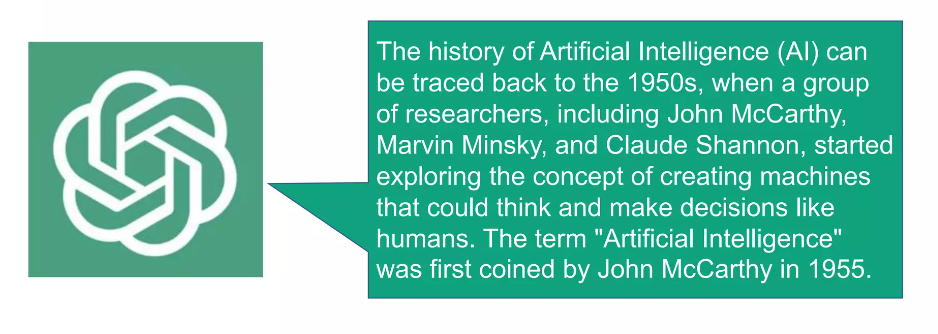 The history of Artificial Intelligence (AI) can
be traced back to the 1950s, when a group
of researchers, including John McCarthy,
Marvin Minsky, and Claude Shannon, started
exploring the concept of creating machines
that could think and make decisions like
humans. The term "Artificial Intelligence"
was first coined by John McCarthy in 1955.